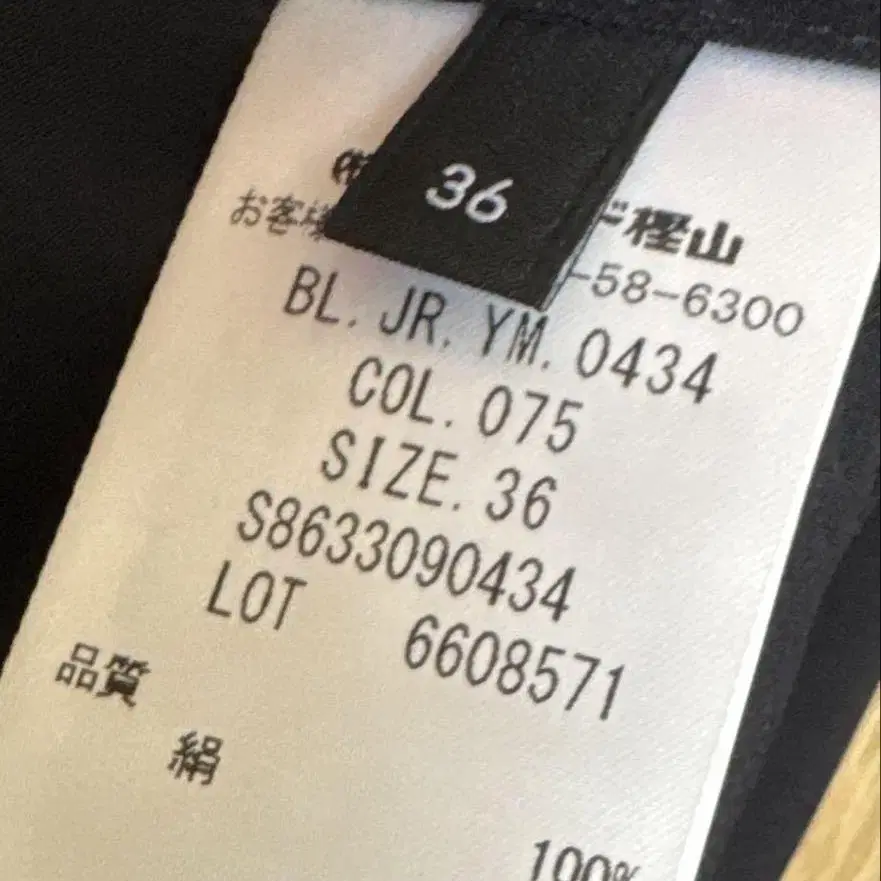 36
ド樫山
お客様
-58-6300
BL. JR. YM. 0434
COL. 075
SIZE. 36
S8633090434
LOT 6608571
品質
絹
100%